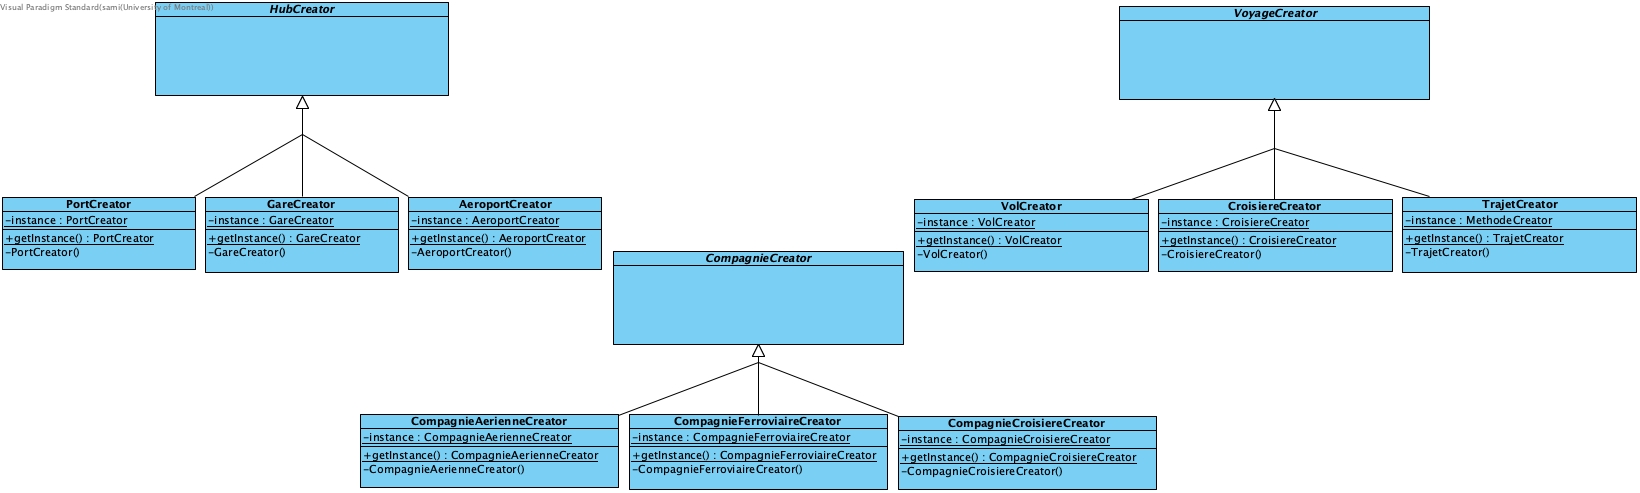 Visual Paradigm Standard(sami(University of Montreal))
HubCreator
VoyageCreator
PortCreator
-instance : PortCreator
+getInstance() : PortCreator
-PortCreator()
GareCreator
-instance : GareCreator
+getInstance() : GareCreator
-GareCreator()
AeroportCreator
-instance : AeroportCreator
+getInstance() : AeroportCreator
-AeroportCreator()
VolCreator
-instance : VolCreator
+getInstance() : VolCreator
-VolCreator()
CroisiereCreator
-instance : CroisiereCreator
+getInstance() : CroisiereCreator
-CroisiereCreator()
TrajetCreator
-instance : MethodeCreator
+getInstance() : TrajetCreator
-TrajetCreator()
CompagnieCreator
CompagnieAerienneCreator
-instance : CompagnieAerienneCreator
+getInstance() : CompagnieAerienneCreator
-CompagnieAerienneCreator()
CompagnieFerroviaireCreator
-instance : CompagnieFerroviaireCreator
+getInstance() : CompagnieFerroviaireCreator
-CompagnieFerroviaireCreator()
CompagnieCroisiereCreator
-instance : CompagnieCroisiereCreator
+getInstance() : CompagnieCroisiereCreator
-CompagnieCroisiereCreator()